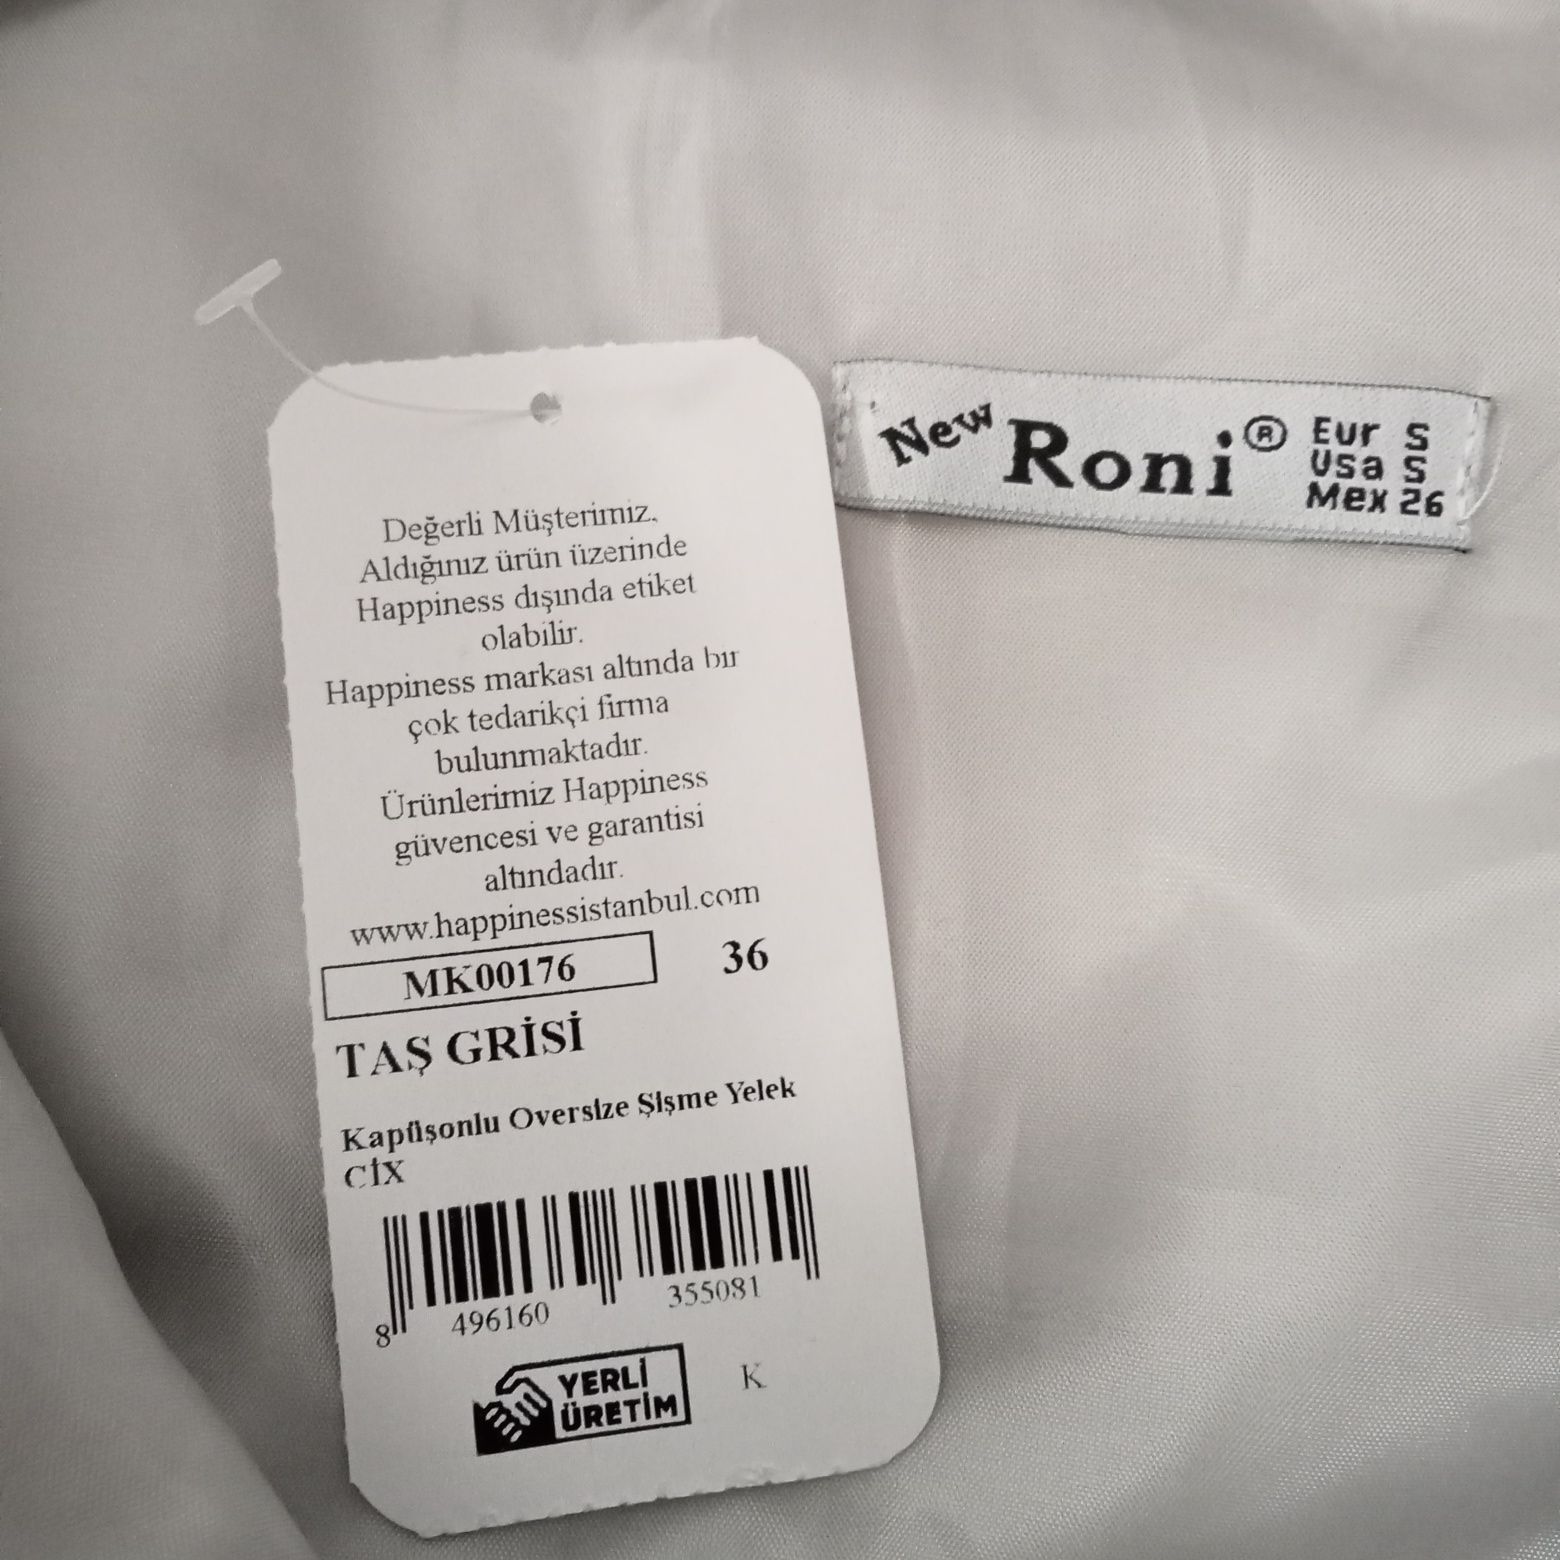 Değerli Müşterimiz,
Aldığınız ürün üzerinde
Happiness dışında etiket
olabilir.
Happiness markası altında bir
çok tedarikçi firma
bulunmaktadır.
Ürünlerimiz Happiness
güvencesi ve garantisi
altındadır.
www.happinessistanbul.com
MK00176 36
TAŞ GRİSİ
Kapüşonlu Oversize Şişme Yelek
CİX
8 496160 355081
YERLİ
ÜRETİM
K
New Roni®
Eur S
Usa S
Mex 26